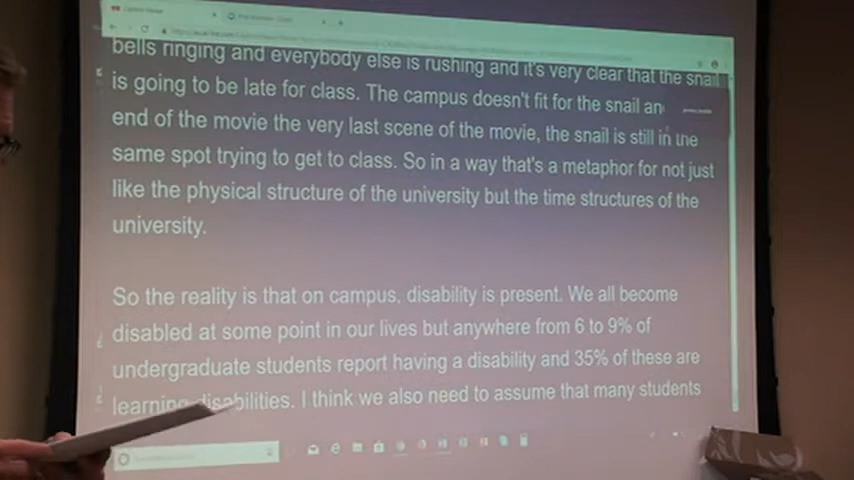 bells ringing and everybody else is rushing and it's very clear that the snail
is going to be late for class. The campus doesn't fit for the snail an
end of the movie the very last scene of the movie, the snail is still in the
same spot trying to get to class. So in a way that's a metaphor for not just
like the physical structure of the university but the time structures of the
university.
So the reality is that on campus, disability is present. We all become
disabled at some point in our lives but anywhere from 6 to 9% of
undergraduate students report having a disability and 35% of these are
learning disabilities. I think we also need to assume that many students